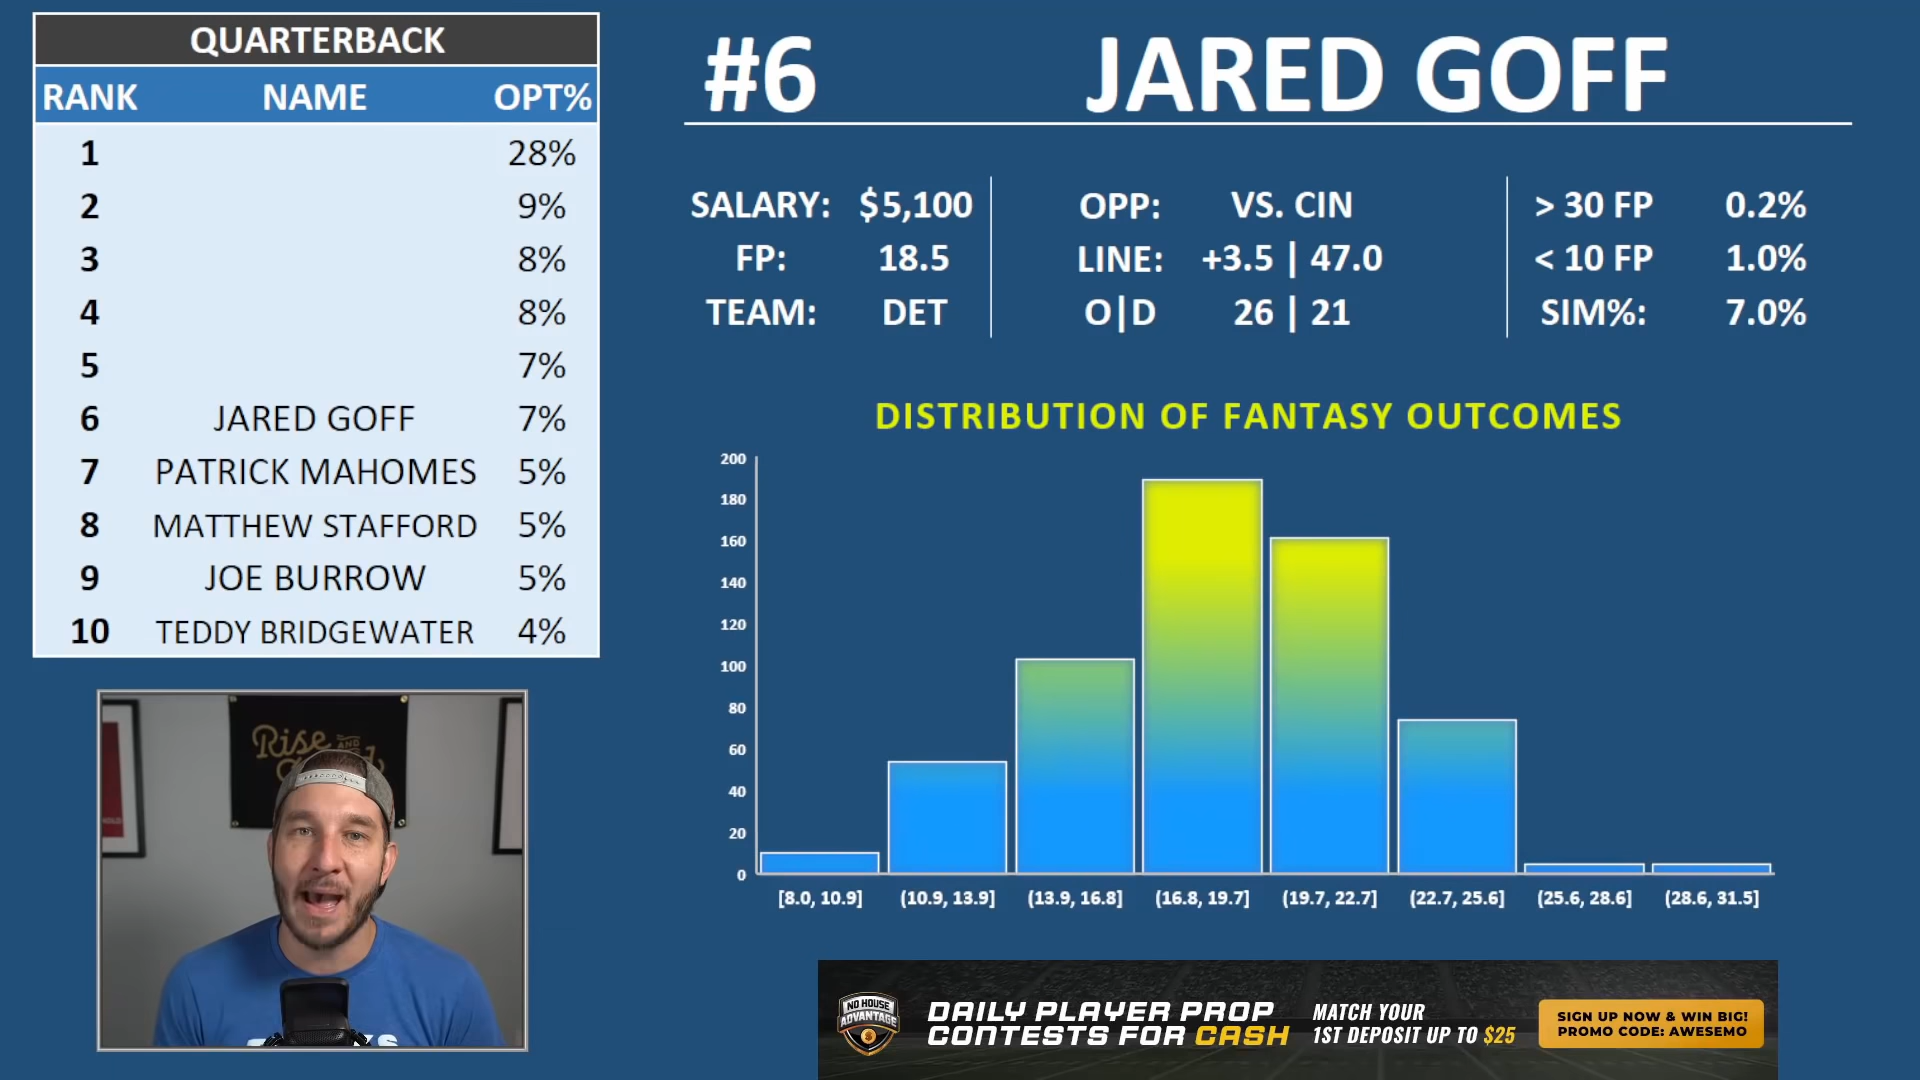 QUARTERBACK
RANK NAME OPT%
1 28%
2 9%
3 8%
4 8%
5 7%
6 JARED GOFF 7%
7 PATRICK MAHOMES 5%
8 MATTHEW STAFFORD 5%
9 JOE BURROW 5%
10 TEDDY BRIDGEWATER 4%
#6 JARED GOFF
SALARY: $5,100 OPP: VS. CIN > 30 FP 0.2%
FP: 18.5 LINE: +3.5 | 47.0 < 10 FP 1.0%
TEAM: DET O|D 26 | 21 SIM%: 7.0%
DISTRIBUTION OF FANTASY OUTCOMES
200
180
160
140
120
100
80
60
40
20
0
[8.0, 10.9] (10.9, 13.9] (13.9, 16.8] (16.8, 19.7] (19.7, 22.7] (22.7, 25.6] (25.6, 28.6] (28.6, 31.5]
Rise
AND
NO HOUSE
ADVANTAGE
DAILY PLAYER PROP
CONTESTS FOR CASH
MATCH YOUR
1ST DEPOSIT UP TO $25
SIGN UP NOW & WIN BIG!
PROMO CODE: AWESEMO